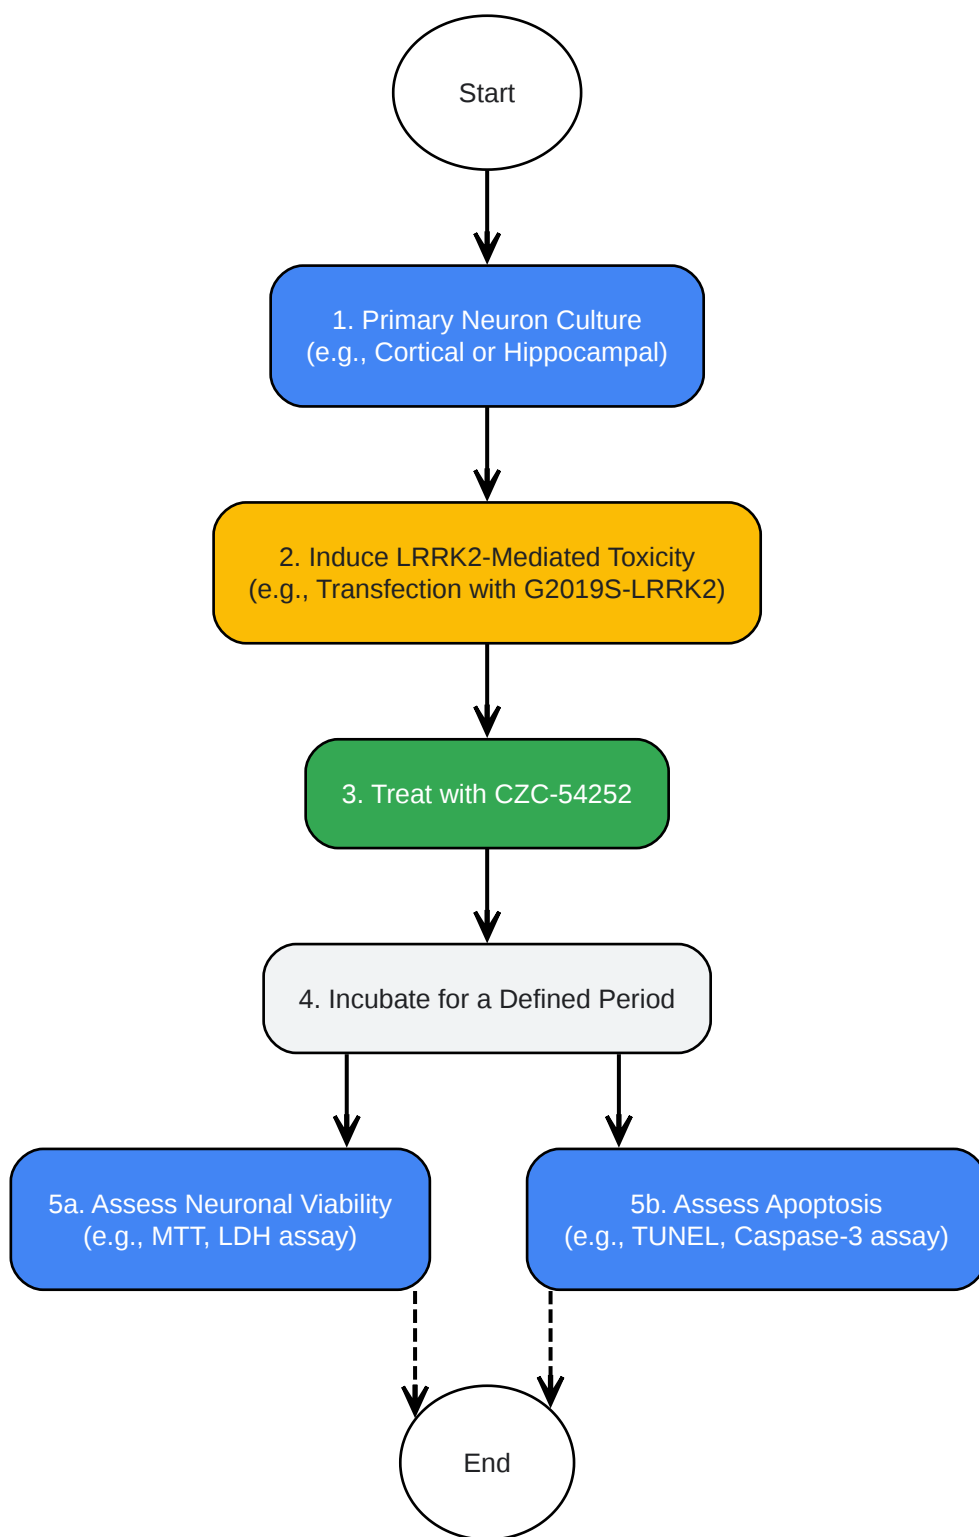 Start
1. Primary Neuron Culture
(e.g., Cortical or Hippocampal)
2. Induce LRRK2-Mediated Toxicity
(e.g., Transfection with G2019S-LRRK2)
3. Treat with CZC-54252
4. Incubate for a Defined Period
5a. Assess Neuronal Viability
(e.g., MTT, LDH assay)
5b. Assess Apoptosis
(e.g., TUNEL, Caspase-3 assay)
End